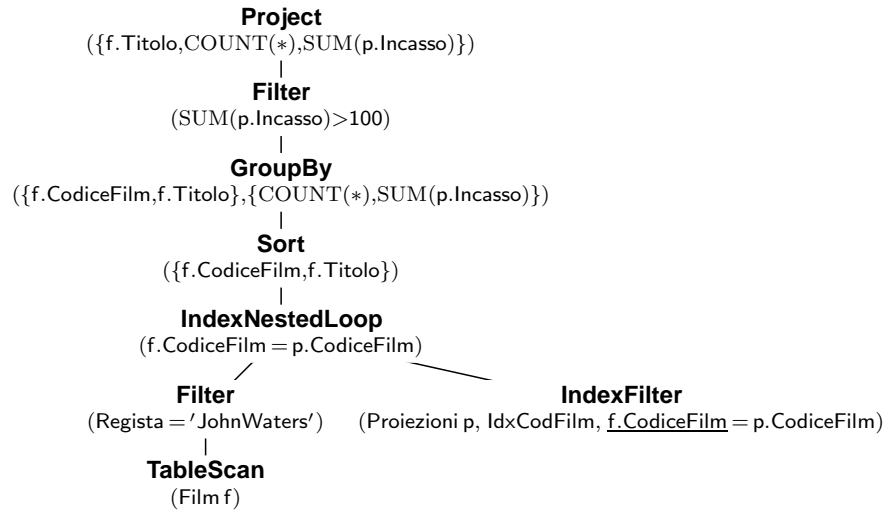 Project
({f.Titolo,COUNT(∗),SUM(p.Incasso)})
Filter
(SUM(p.Incasso)>100)
GroupBy
({f.CodiceFilm,f.Titolo},{COUNT(∗),SUM(p.Incasso)})
Sort
({f.CodiceFilm,f.Titolo})
IndexNestedLoop
(f.CodiceFilm = p.CodiceFilm)
Filter IndexFilter
(Regista = ′JohnWaters′) (Proiezioni p, IdxCodFilm, f.CodiceFilm = p.CodiceFilm)
TableScan
(Film f)